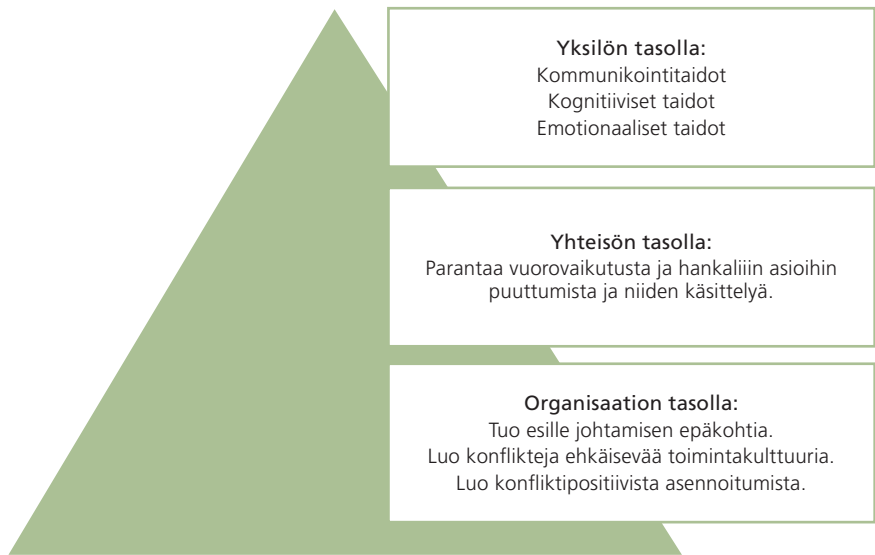 Yksilön tasolla:
Kommunikointitaidot
Kognitiiviset taidot
Emotionaaliset taidot
Yhteisön tasolla:
Parantaa vuorovaikutusta ja hankaliiin asioihin
puuttumista ja niiden käsittelyä.
Organisaation tasolla:
Tuo esille johtamisen epäkohtia.
Luo konflikteja ehkäisevää toimintakulttuuria.
Luo konfliktipositiivista asennoitumista.